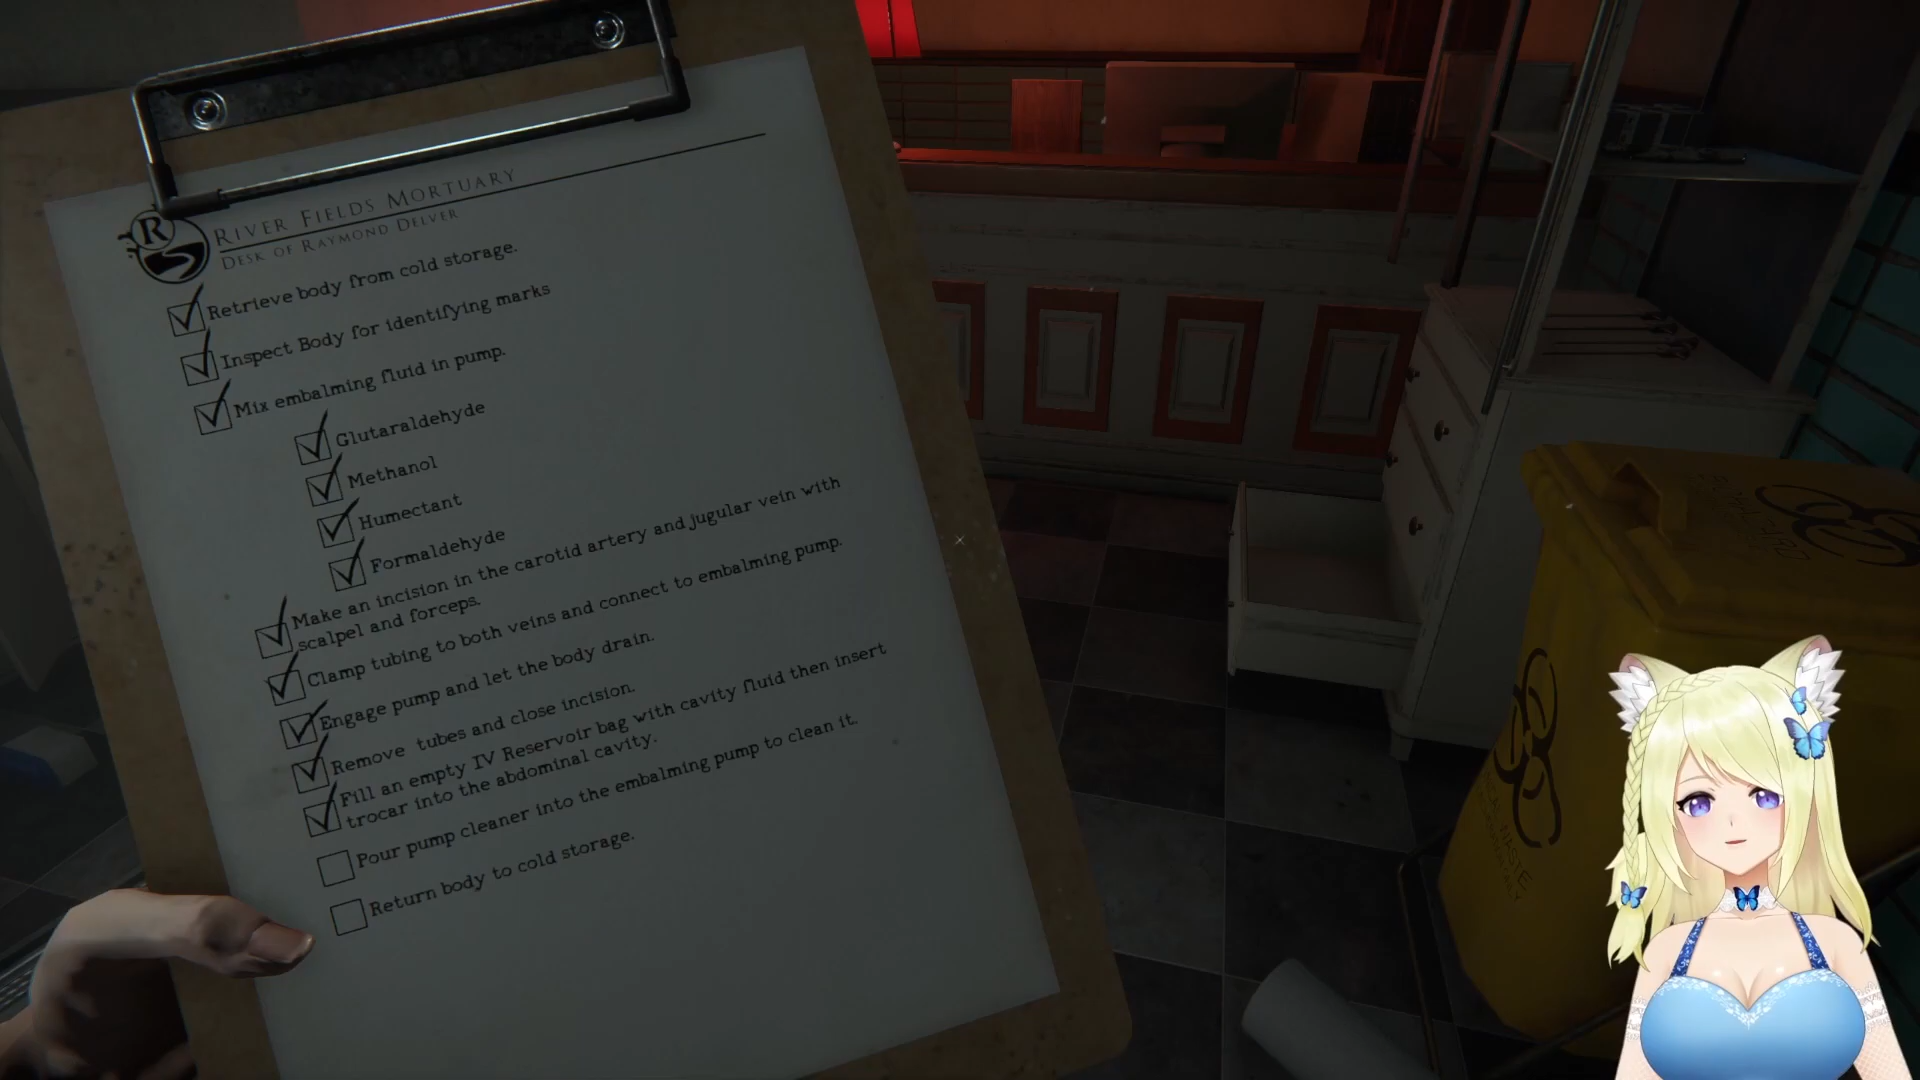 R
RIVER FIELDS MORTUARY
DESK OF RAYMOND DELVER
Retrieve body from cold storage.
Inspect Body for identifying marks
Mix embalming fluid in pump.
Glutaraldehyde
Methanol
Humectant
Formaldehyde
Make an incision in the carotid artery and jugular vein with
scalpel and forceps.
Clamp tubing to both veins and connect to embalming pump.
Engage pump and let the body drain.
Remove tubes and close incision.
Fill an empty IV Reservoir bag with cavity fluid then insert
trocar into the abdominal cavity.
Pour pump cleaner into the embalming pump to clean it.
Return body to cold storage.
WASTE